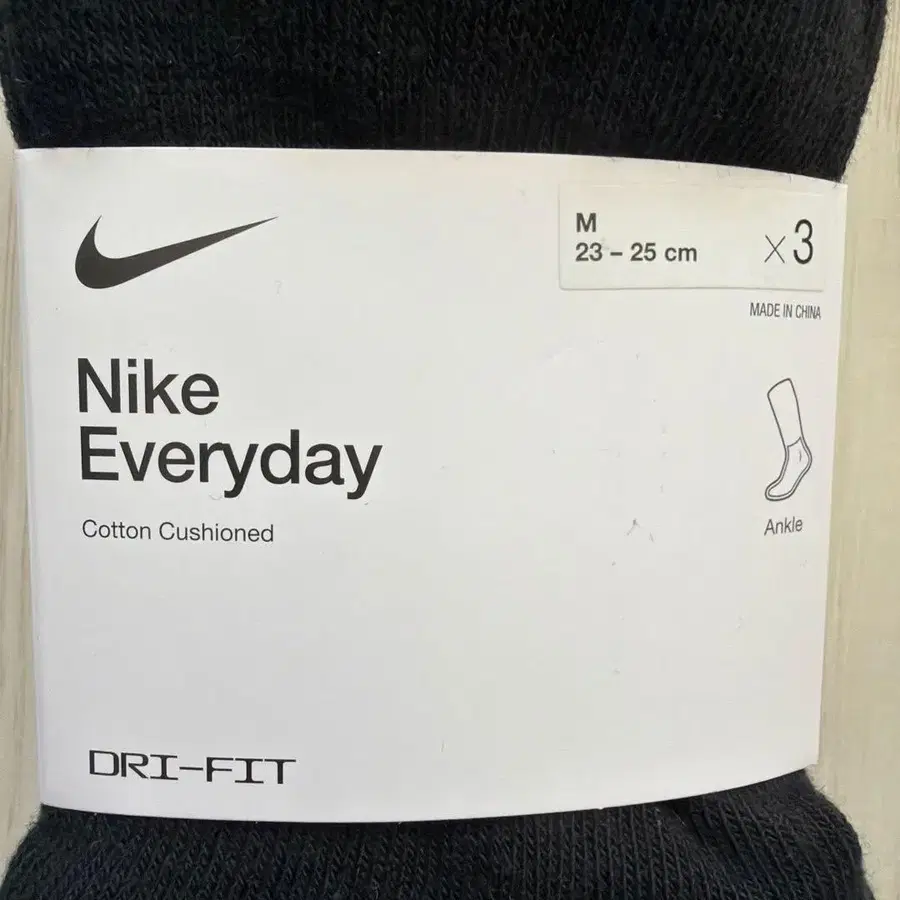 M
23 – 25 cm
×3
MADE IN CHINA
Nike
Everyday
Cotton Cushioned
Ankle
DRI-FIT